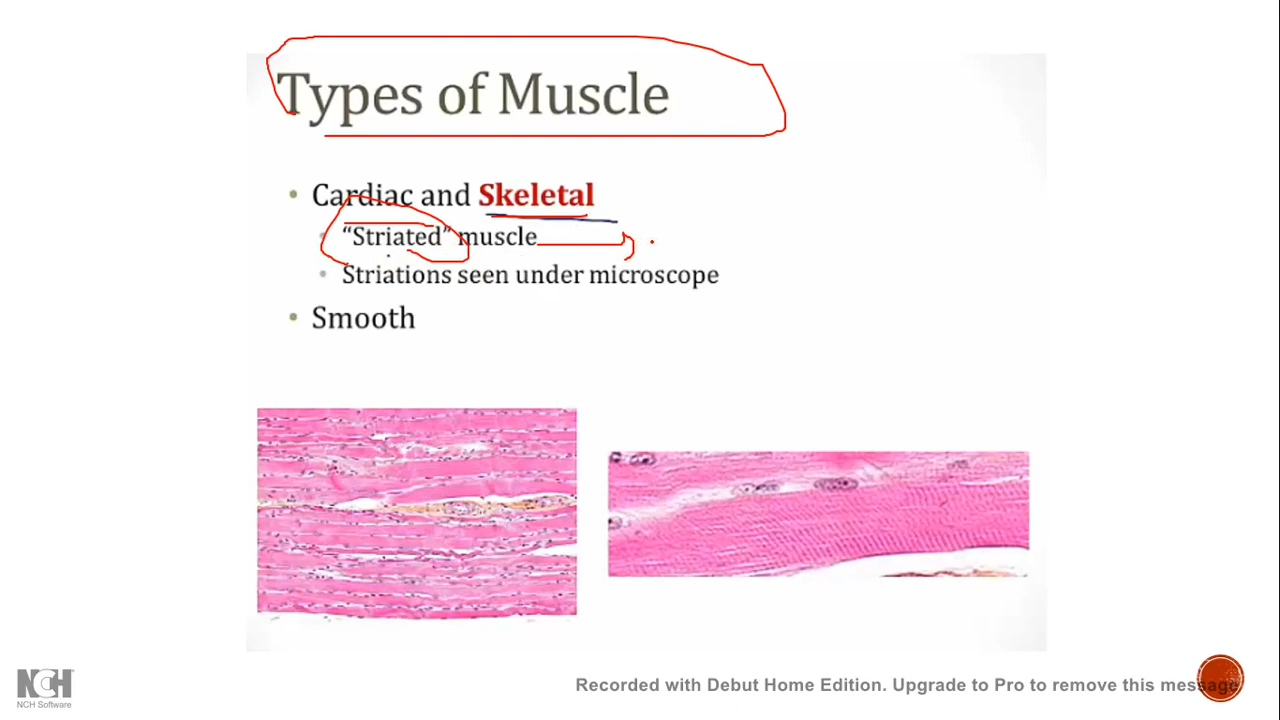 Types of Muscle
• Cardiac and Skeletal
• "Striated" muscle
• Striations seen under microscope
• Smooth
NCH
NCH Software
Recorded with Debut Home Edition. Upgrade to Pro to remove this message